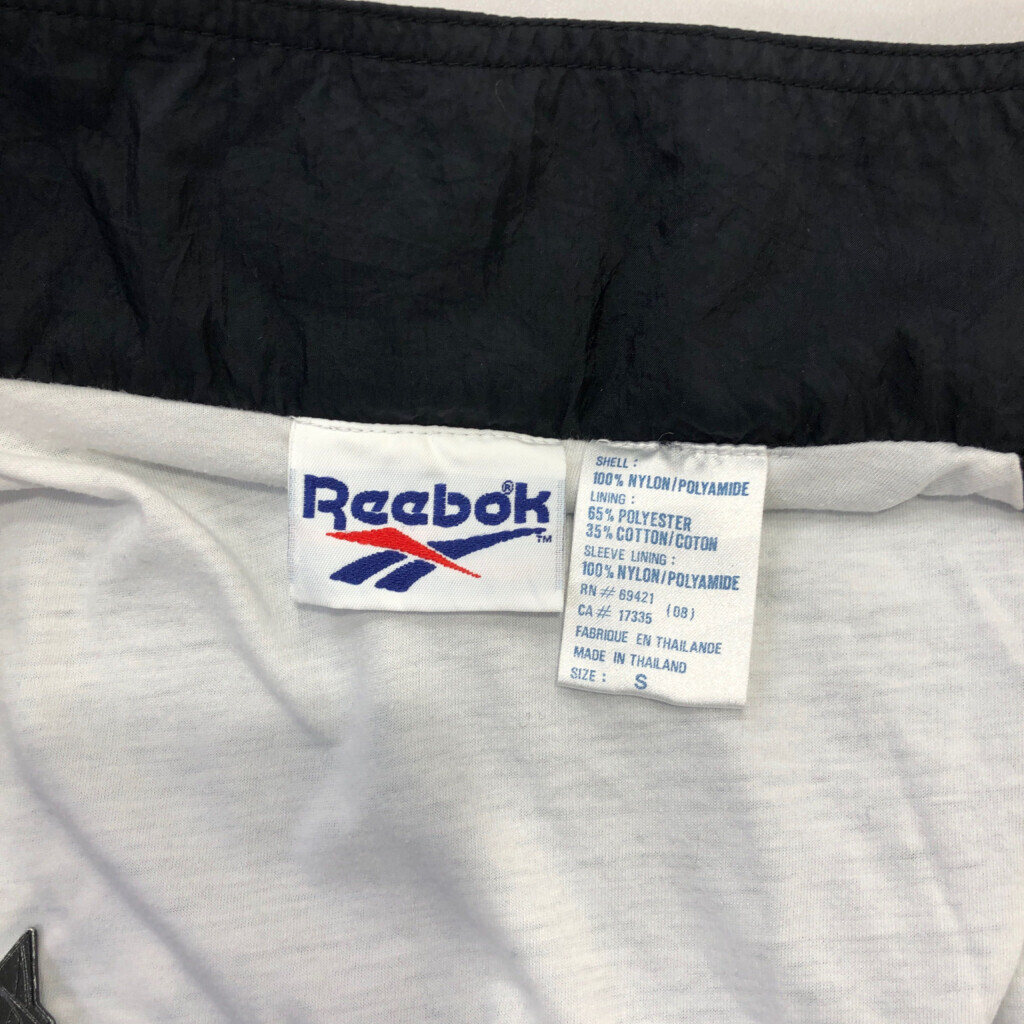 Reebok®
™
SHELL :
100% NYLON/POLYAMIDE
LINING :
65% POLYESTER
35% COTTON/COTON
SLEEVE LINING :
100% NYLON/POLYAMIDE
RN # 69421
CA # 17335 (08)
FABRIQUE EN THAILANDE
MADE IN THAILAND
SIZE : S